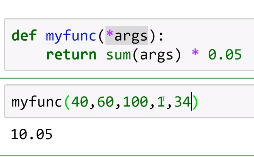 def myfunc(*args):
    return sum(args) * 0.05
myfunc(40,60,100,1,34)
10.05